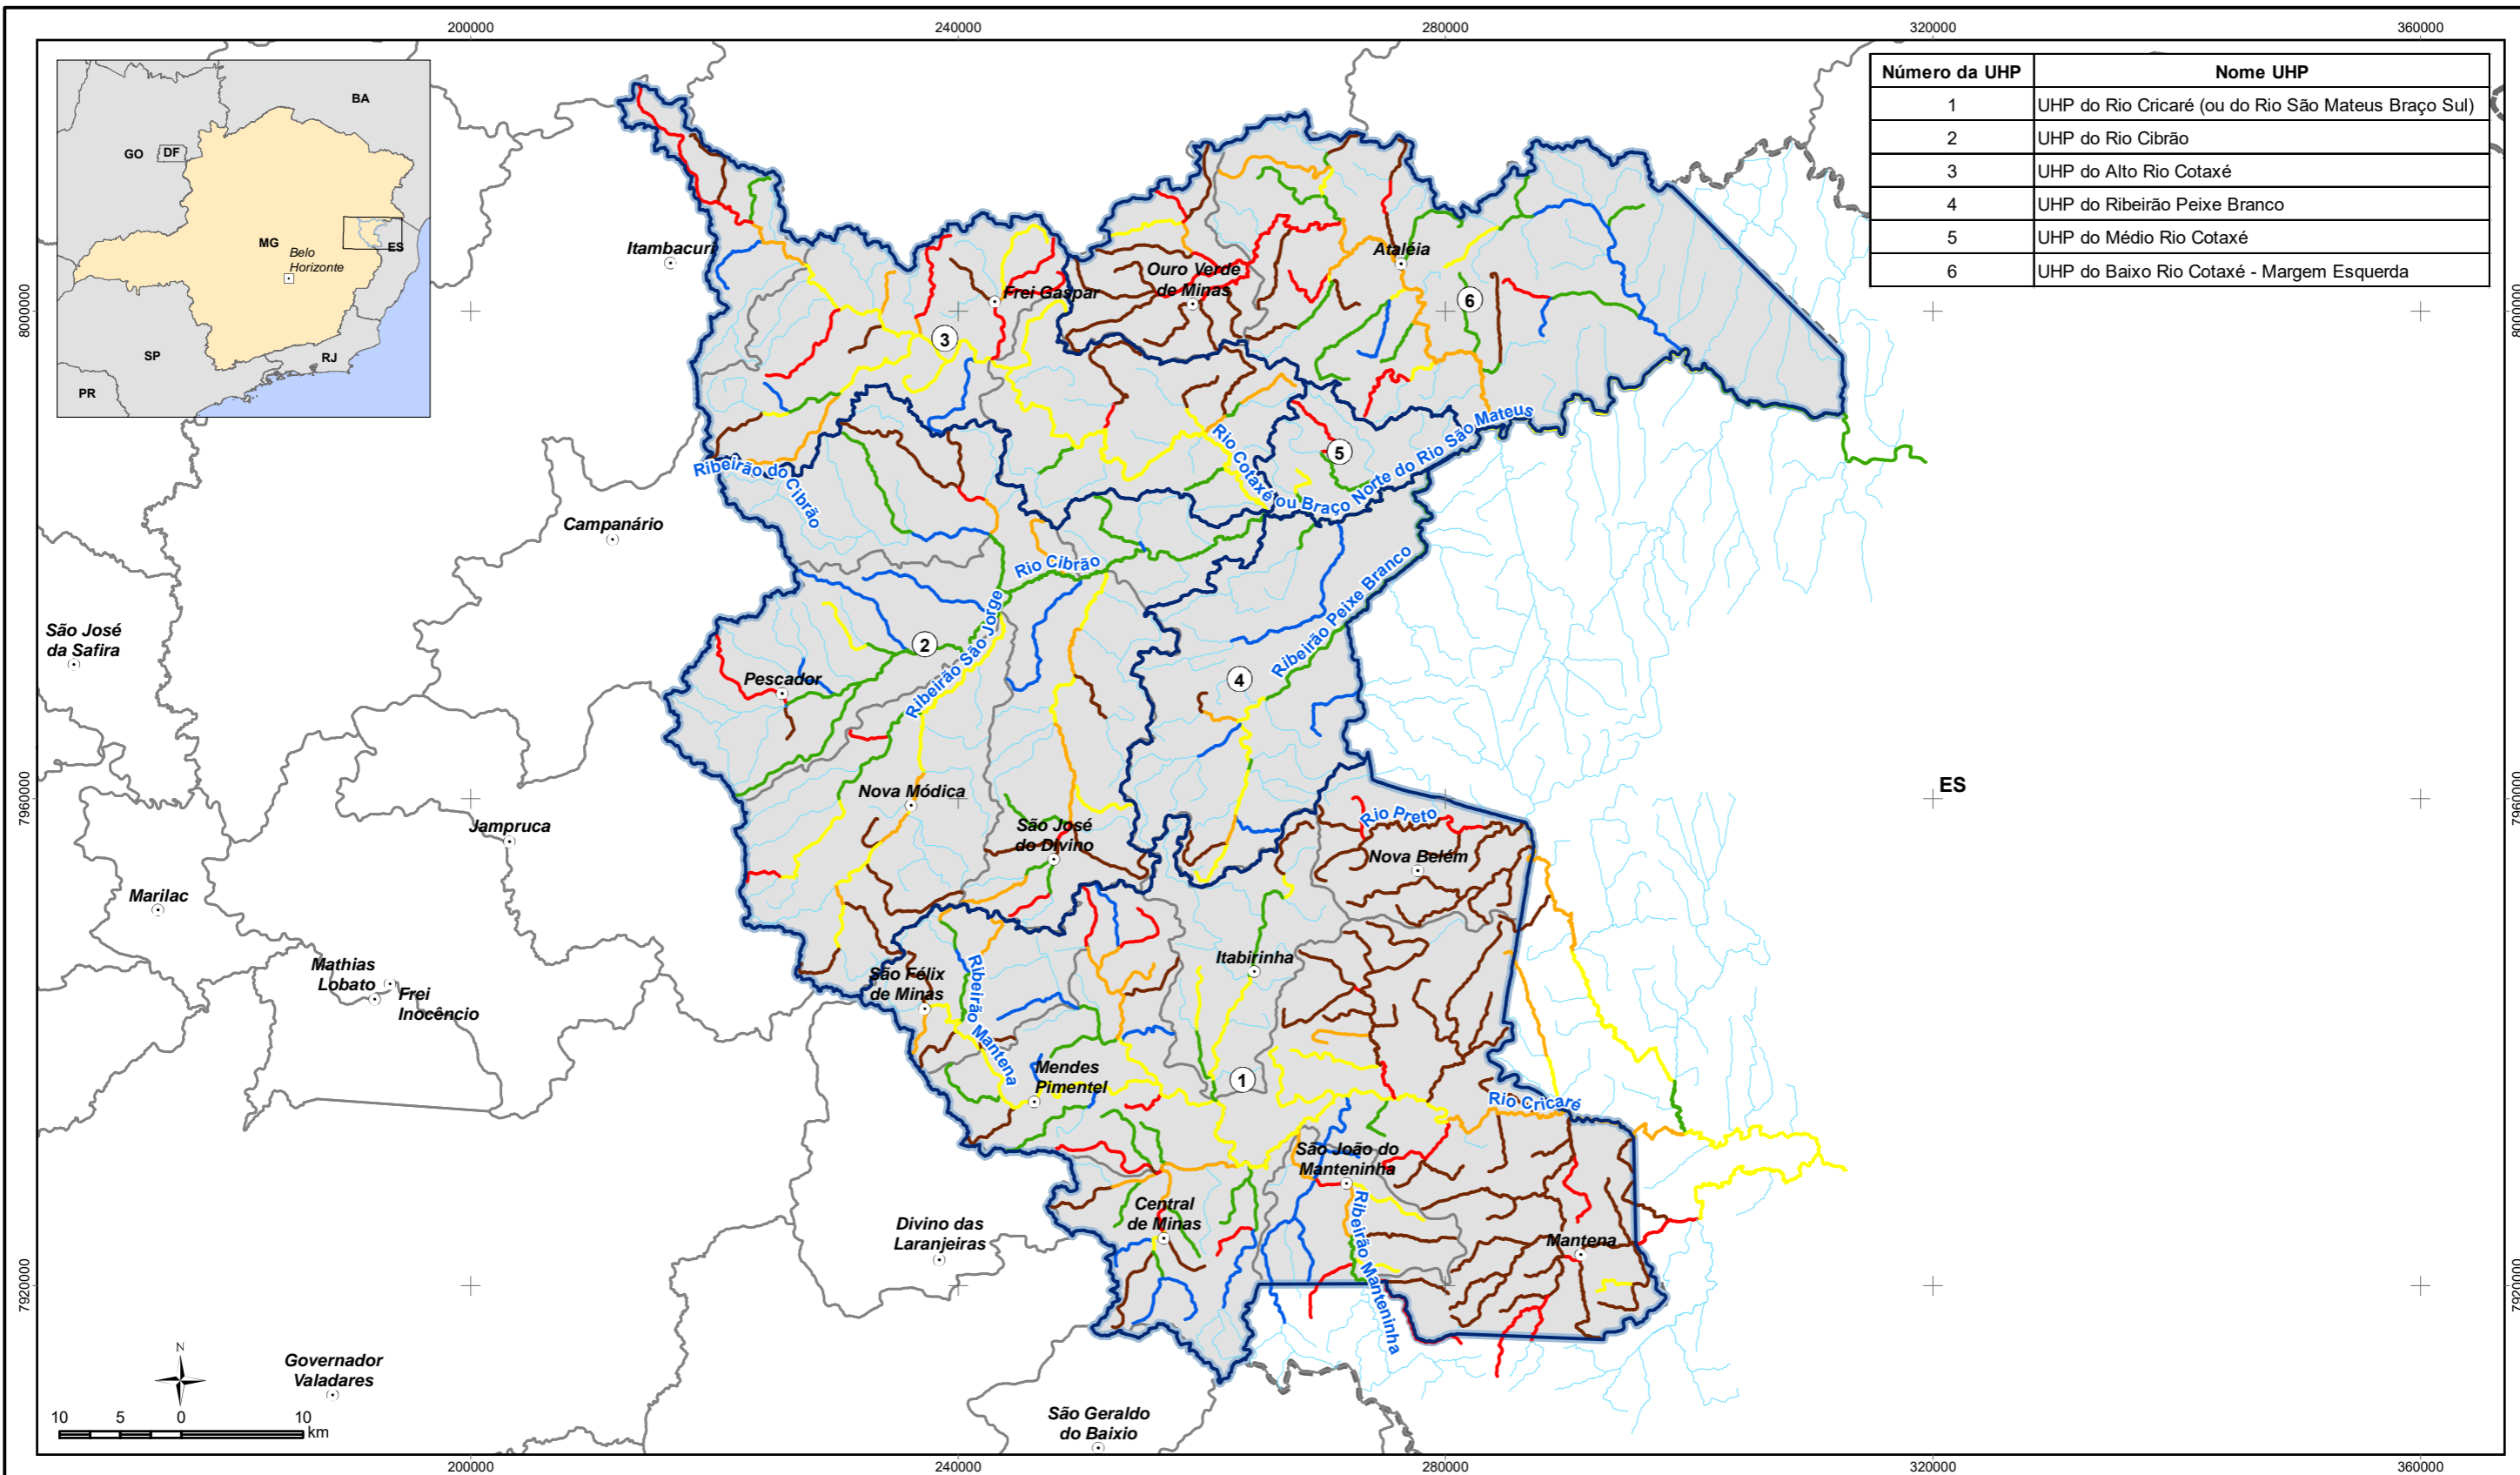 200000
240000
280000
320000
360000
Número da UHP
Nome UHP
1
UHP do Rio Cricaré (ou do Rio São Mateus Braço Sul)
2
UHP do Rio Cibrão
3
UHP do Alto Rio Cotaxé
4
UHP do Ribeirão Peixe Branco
5
UHP do Médio Rio Cotaxé
6
UHP do Baixo Rio Cotaxé - Margem Esquerda
BA
GO
DF
MG
Belo
Horizonte
ES
SP
RJ
PR
8000000
8000000
Itambacuri
Frei Gaspar
Ouro Verde
de Minas
Ataléia
6
3
5
Ribeirão do Cibrão
Rio Cotaxé ou Braço Norte do Rio São Mateus
Campanário
Rio Cibrão
Ribeirão São Jorge
Ribeirão Peixe Branco
São José
da Safira
2
Pescador
4
7960000
7960000
ES
Nova Módica
Jampruca
São José
do Divino
Rio Preto
Nova Belém
Marilac
Itabirinha
Mathias
Lobato
Frei
Inocêncio
São Félix
de Minas
Ribeirão Mantena
Mendes
Pimentel
1
Rio Cricaré
São João do
Manteninha
Central
de Minas
Ribeirão Manteninha
Mantena
Divino das
Laranjeiras
7920000
7920000
N
Governador
Valadares
10
5
0
10
km
São Geraldo
do Baixio
200000
240000
280000
320000
360000